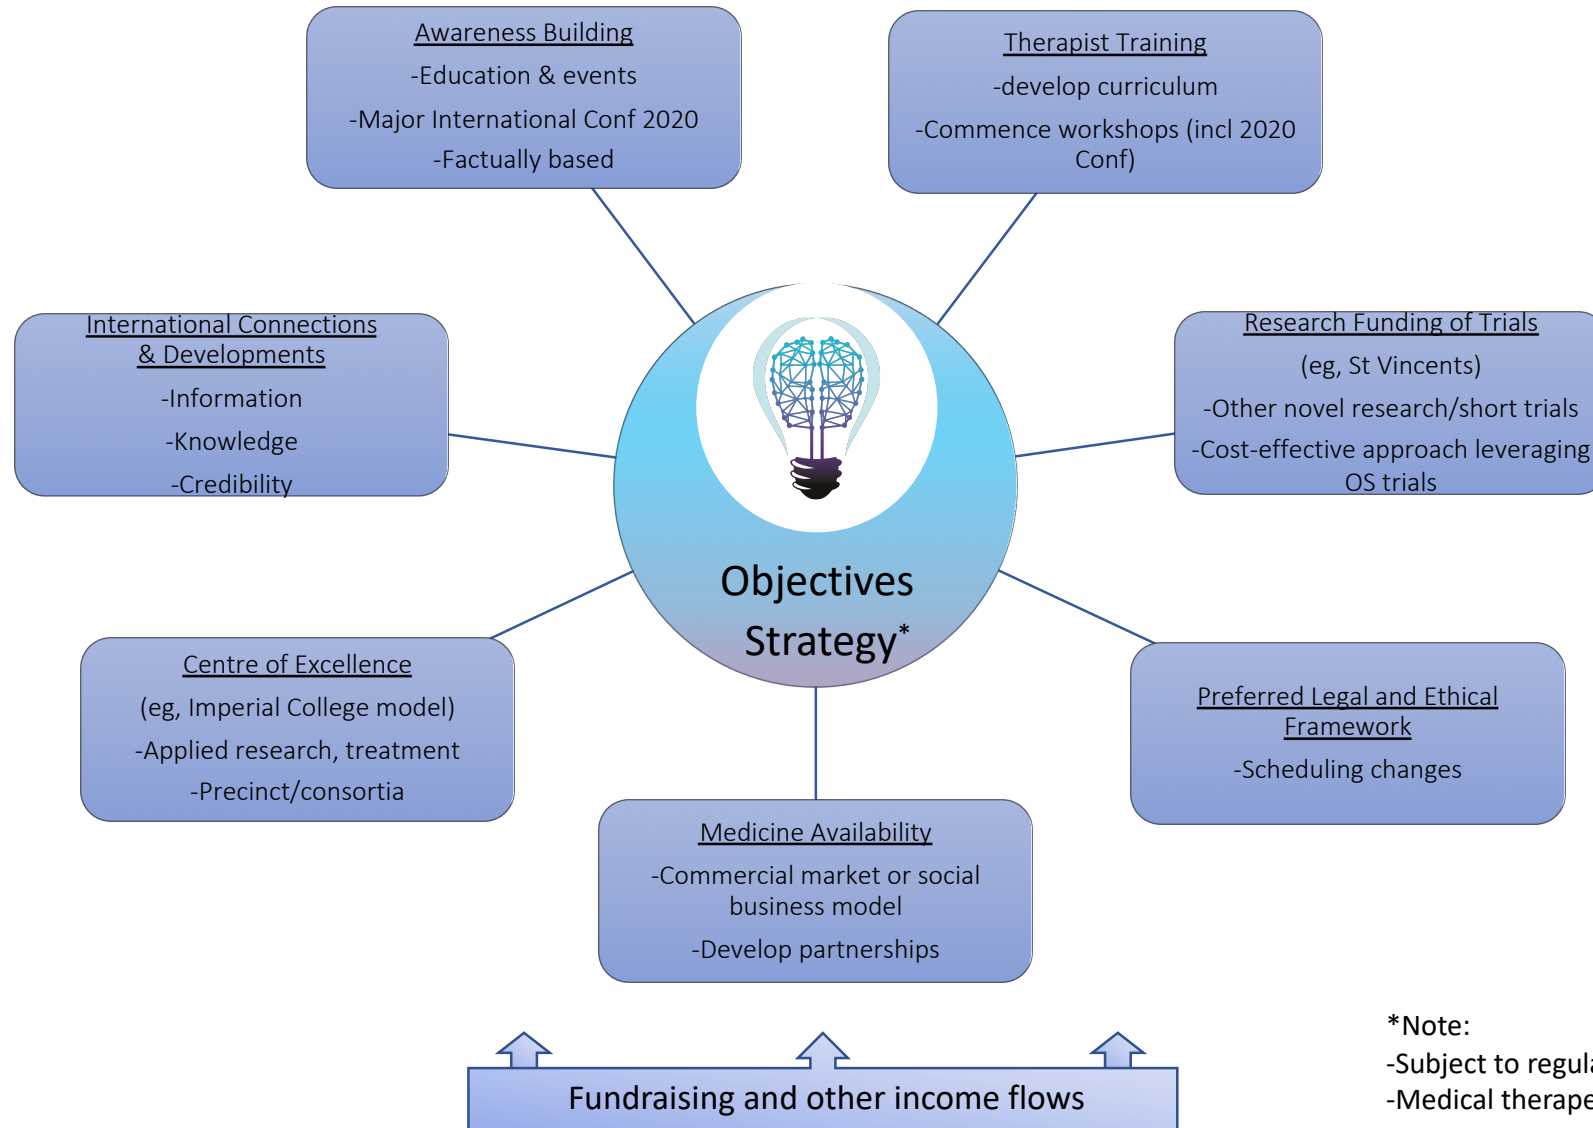 Awareness Building
-Education & events
-Major International Conf 2020
-Factually based
Therapist Training
-develop curriculum
-Commence workshops (incl 2020
Conf)
International Connections
& Developments
-Information
-Knowledge
-Credibility
Research Funding of Trials
(eg, St Vincents)
-Other novel research/short trials
-Cost-effective approach leveraging
OS trials
Objectives
Strategy*
Centre of Excellence
(eg, Imperial College model)
-Applied research, treatment
-Precinct/consortia
Preferred Legal and Ethical
Framework
-Scheduling changes
Medicine Availability
-Commercial market or social
business model
-Develop partnerships
Fundraising and other income flows
*Note:
-Subject to
-Medical